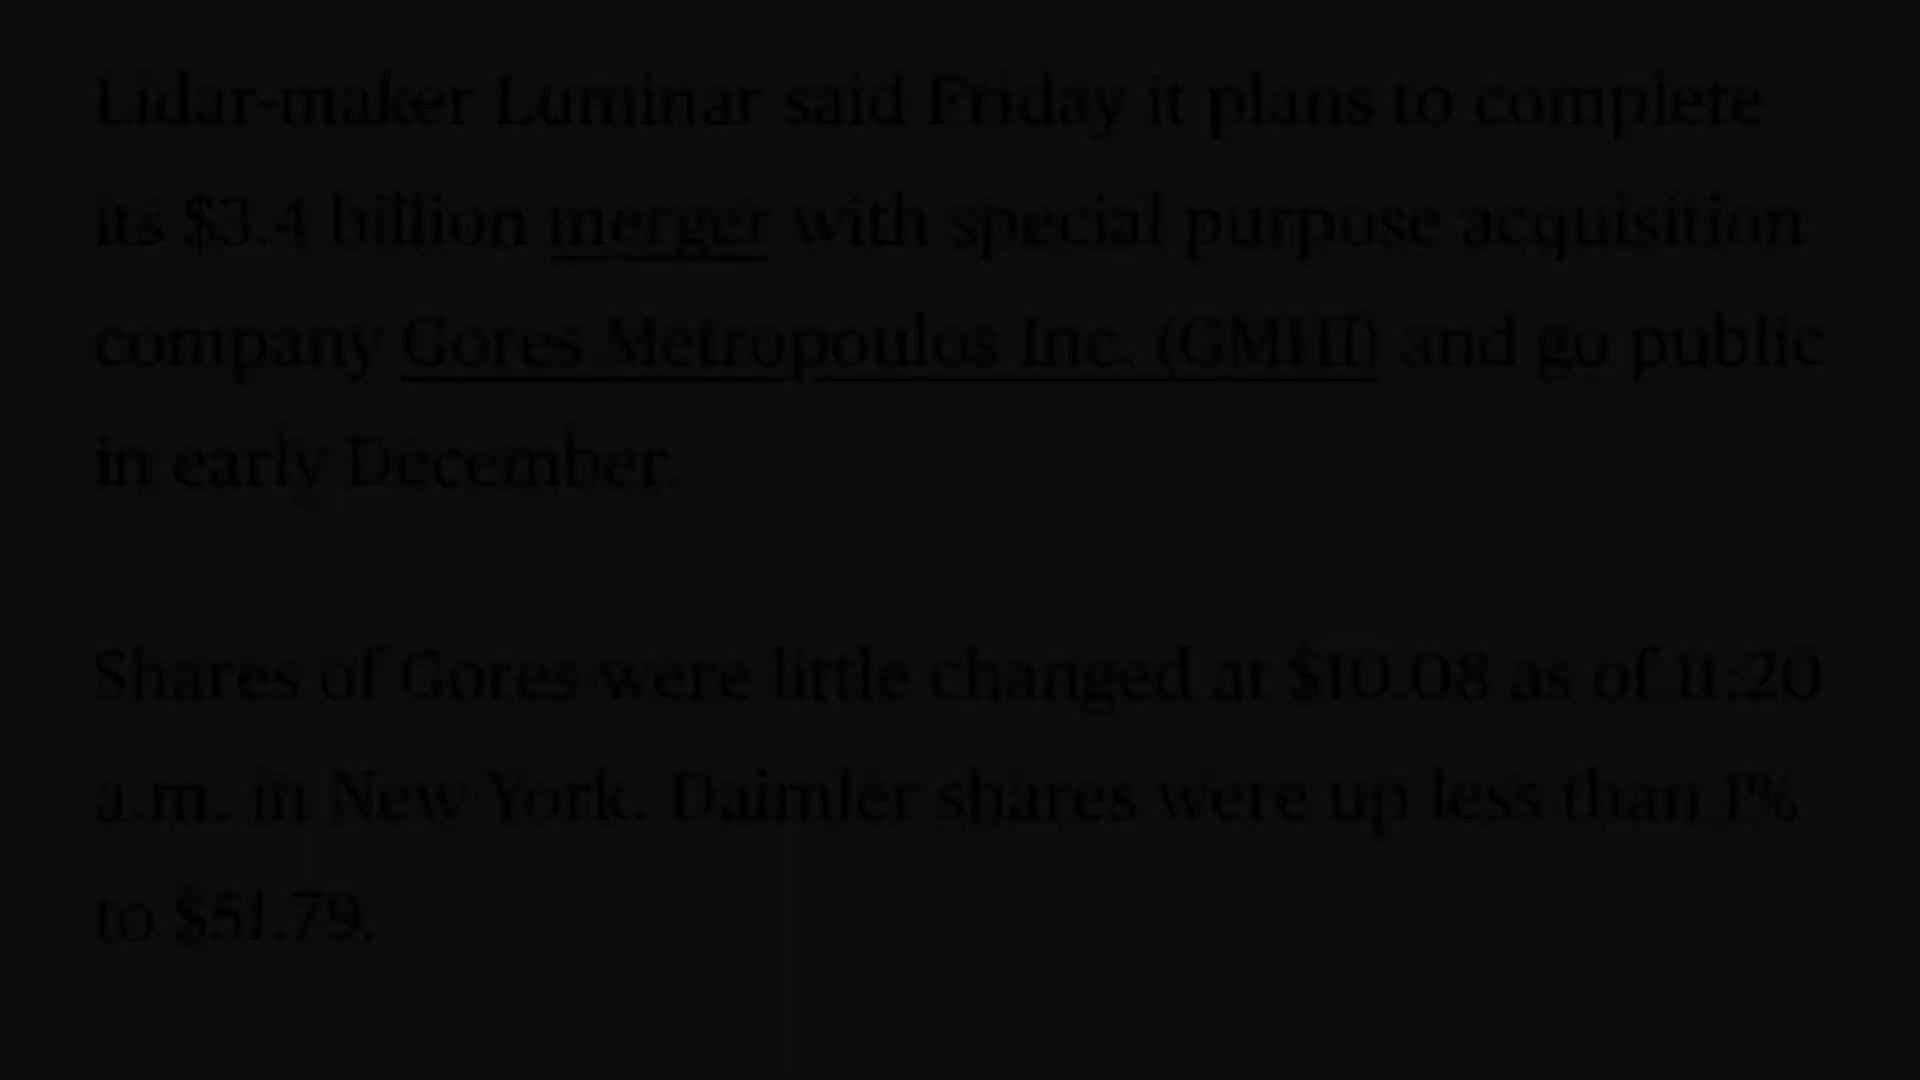 Lidar-maker Luminar said Friday it plans to complete
its $3.4 billion merger with special purpose acquisition
company Gores Metropoulos Inc. (GMHI) and go public
in early December.
Shares of Gores were little changed at $10.08 as of 11:20
a.m. in New York. Daimler shares were up less than 1%
to $51.79.